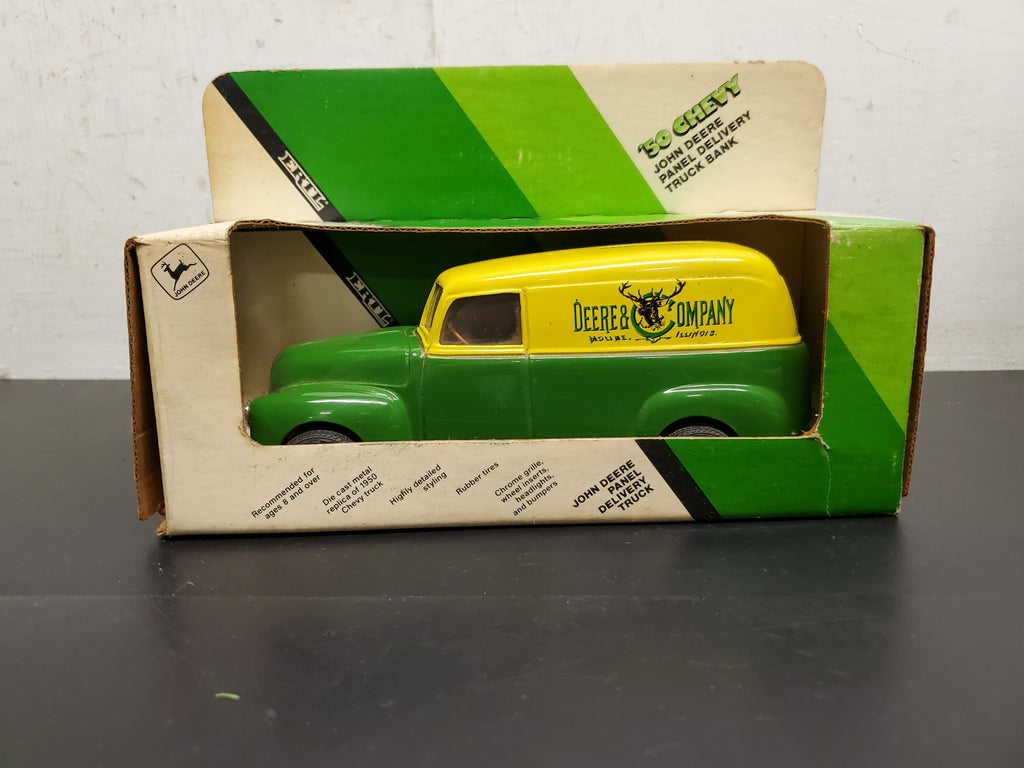 '50 CHEVY
JOHN DEERE
PANEL DELIVERY
TRUCK BANK
ERTL
JOHN DEERE
ERTL
DEERE & COMPANY
MOLINE, ILLINOIS.
Recommended for
ages 8 and over
Die cast metal
replica of 1950
Chevy truck
Highly detailed
styling
Rubber tires
Chrome grille,
wheel inserts,
headlights,
and bumpers
JOHN DEERE
PANEL
DELIVERY
TRUCK